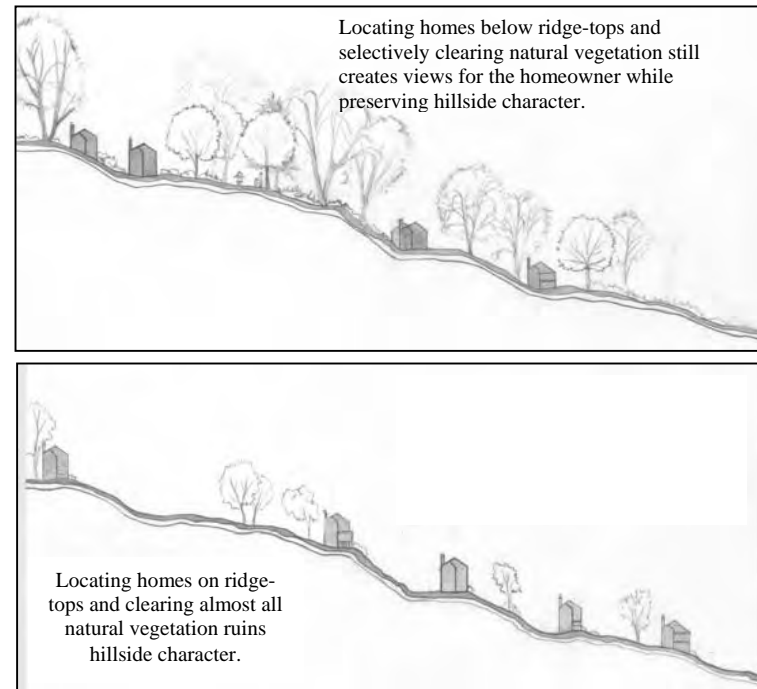 Locating homes below ridge-tops and
selectively clearing natural vegetation still
creates views for the homeowner while
preserving hillside character.
Locating homes on ridge-
tops and clearing almost all
natural vegetation ruins
hillside character.